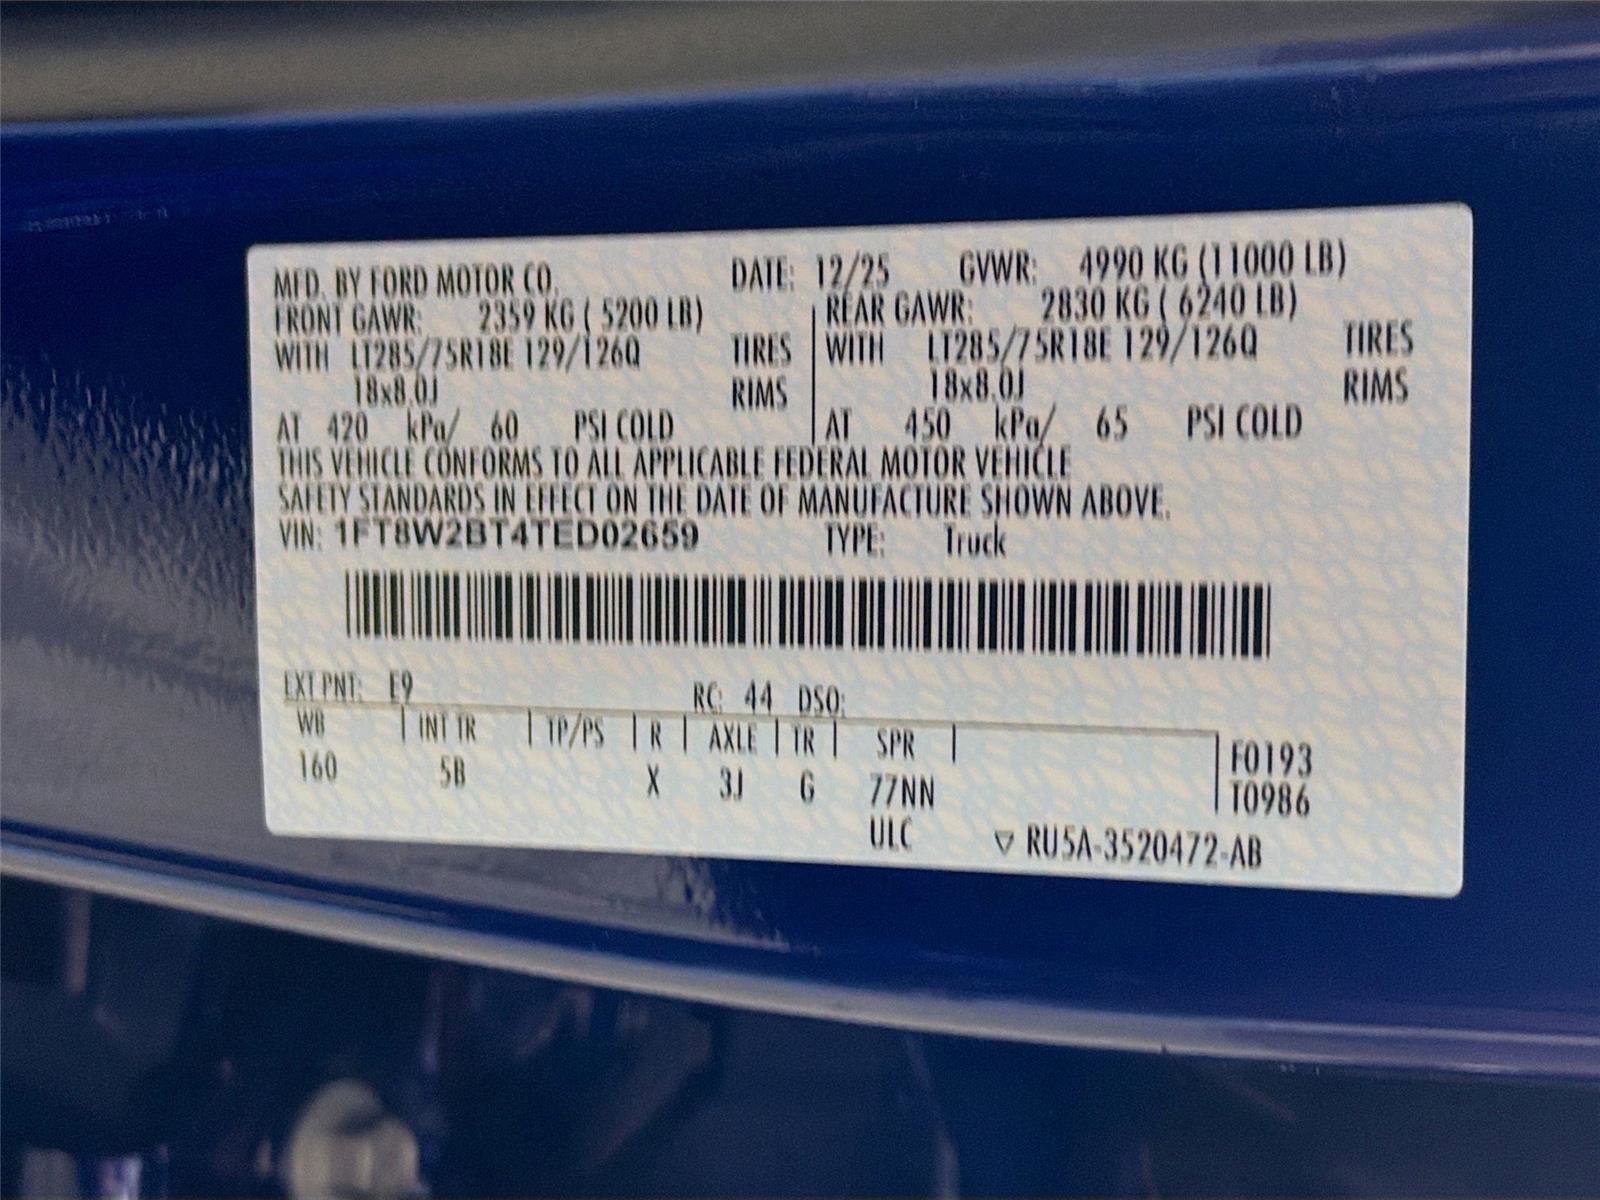 MFD. BY FORD MOTOR CO. DATE: 12/25 GVWR: 4990 KG (11000 LB)
FRONT GAWR: 2359 KG ( 5200 LB) REAR GAWR: 2830 KG ( 6240 LB)
WITH LT285/75R18E 129/126Q TIRES WITH LT285/75R18E 129/126Q TIRES
18x8.0J RIMS 18x8.0J RIMS
AT 420 kPa/ 60 PSI COLD AT 450 kPa/ 65 PSI COLD
THIS VEHICLE CONFORMS TO ALL APPLICABLE FEDERAL MOTOR VEHICLE
SAFETY STANDARDS IN EFFECT ON THE DATE OF MANUFACTURE SHOWN ABOVE.
VIN: 1FT8W2BT4TED02659 TYPE: Truck
EXT PNT: E9 RC: 44 DSO:
WB | INT TR | TP/PS | R | AXLE | TR | SPR | F0193
160 5B X 3J G 77NN T0986
ULC ▽ RU5A-3520472-AB